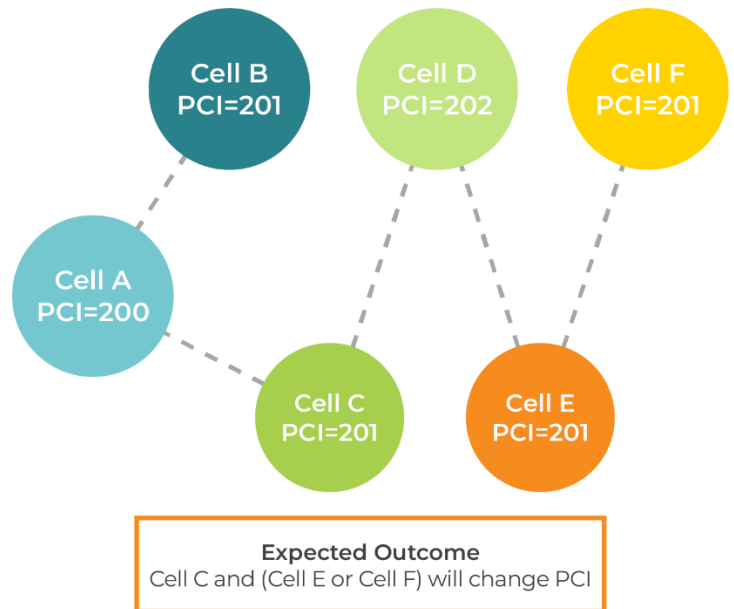 Cell B
PCI=201
Cell D
PCI=202
Cell F
PCI=201
Cell A
PCI=200
Cell C
PCI=201
Cell E
PCI=201
Expected Outcome
Cell C and (Cell E or Cell F) will change PCI